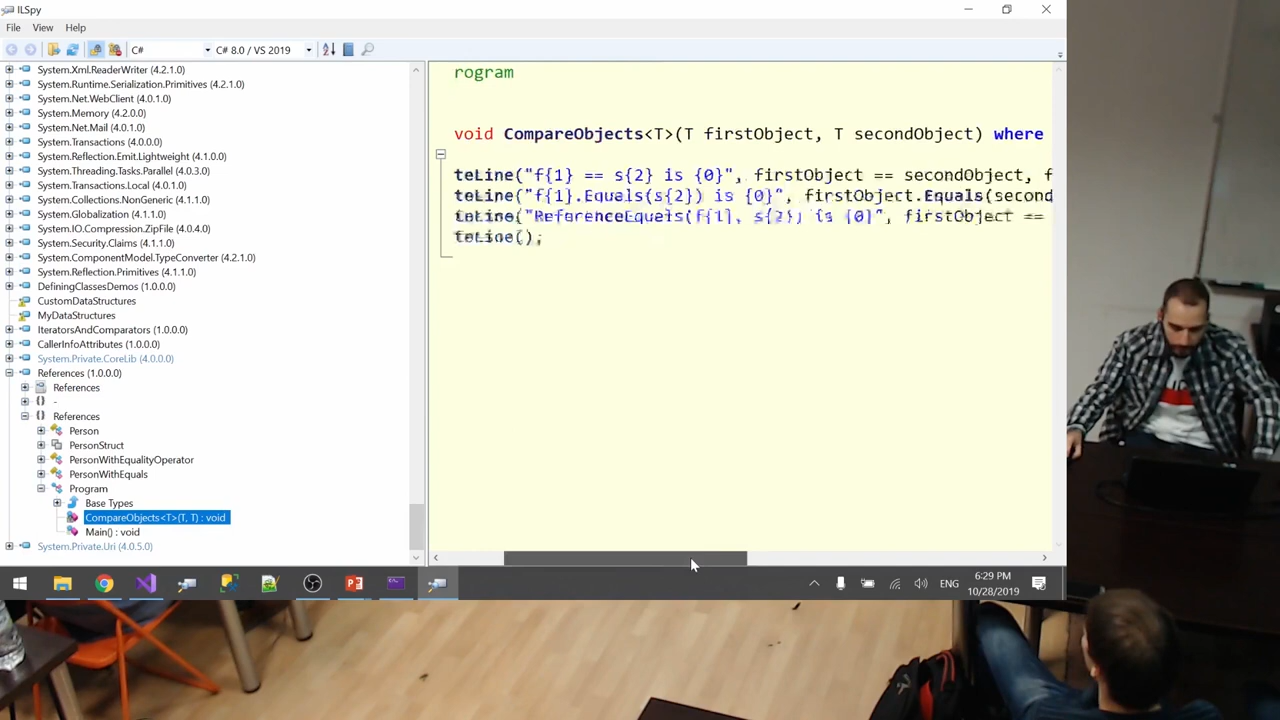 ILSpy
File View Help
C# C# 8.0 / VS 2019
System.Xml.ReaderWriter (4.2.1.0)
System.Runtime.Serialization.Primitives (4.2.1.0)
System.Net.WebClient (4.0.1.0)
System.Memory (4.2.0.0)
System.Net.Mail (4.0.1.0)
System.Transactions (4.0.0.0)
System.Reflection.Emit.Lightweight (4.1.0.0)
System.Threading.Tasks.Parallel (4.0.3.0)
System.Transactions.Local (4.1.0.0)
System.Collections.NonGeneric (4.1.1.0)
System.Globalization (4.1.1.0)
System.IO.Compression.ZipFile (4.0.4.0)
System.Security.Claims (4.1.1.0)
System.ComponentModel.TypeConverter (4.2.1.0)
System.Reflection.Primitives (4.1.1.0)
DefiningClassesDemos (1.0.0.0)
CustomDataStructures
MyDataStructures
IteratorsAndComparators (1.0.0.0)
CallerInfoAttributes (1.0.0.0)
System.Private.CoreLib (4.0.0.0)
References (1.0.0.0)
References
{} -
{} References
Person
PersonStruct
PersonWithEqualityOperator
PersonWithEquals
Program
Base Types
CompareObjects<T>(T, T) : void
Main() : void
System.Private.Uri (4.0.5.0)
rogram
void CompareObjects<T>(T firstObject, T secondObject) where
teLine("f{1} == s{2} is {0}", firstObject == secondObject, f
teLine("f{1}.Equals(s{2}) is {0}", firstObject.Equals(second
teLine("ReferenceEquals(f{1}, s{2}) is {0}", firstObject ==
teLine();
ENG
6:29 PM
10/28/2019